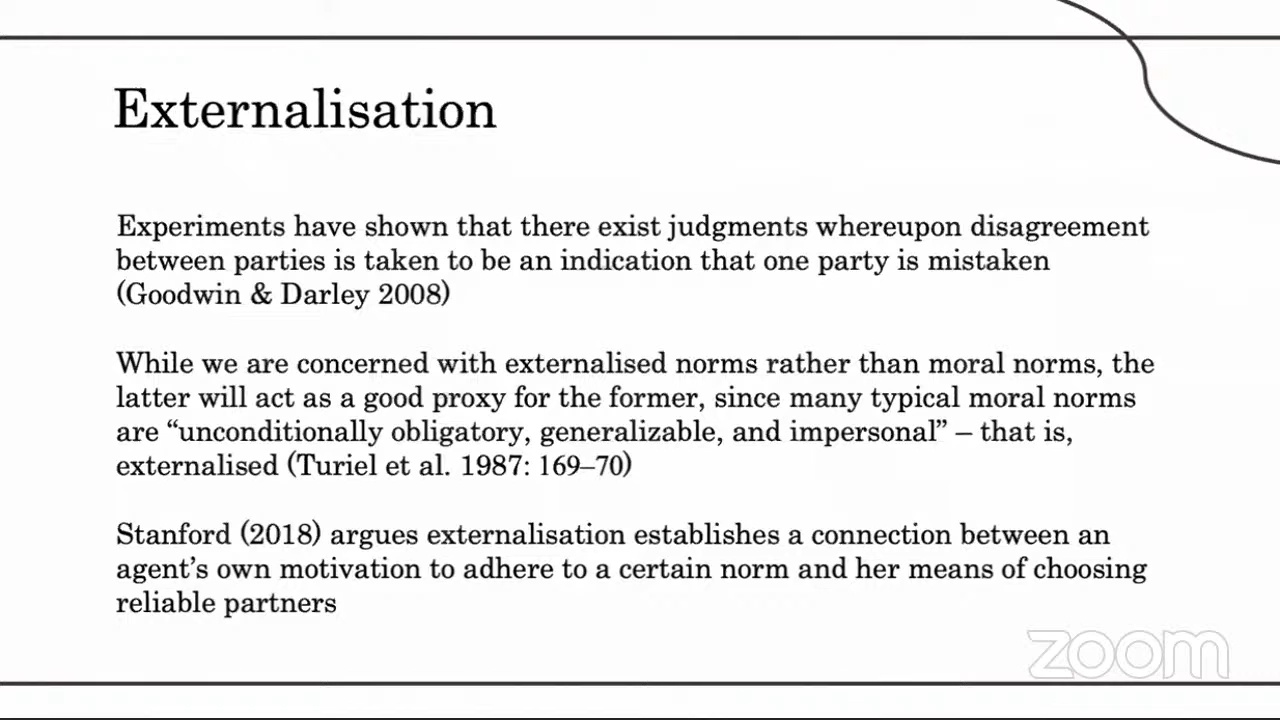 Externalisation
Experiments have shown that there exist judgments whereupon disagreement
between parties is taken to be an indication that one party is mistaken
(Goodwin & Darley 2008)
While we are concerned with externalised norms rather than moral norms, the
latter will act as a good proxy for the former, since many typical moral norms
are “unconditionally obligatory, generalizable, and impersonal” – that is,
externalised (Turiel et al. 1987: 169–70)
Stanford (2018) argues externalisation establishes a connection between an
agent’s own motivation to adhere to a certain norm and her means of choosing
reliable partners
zoom